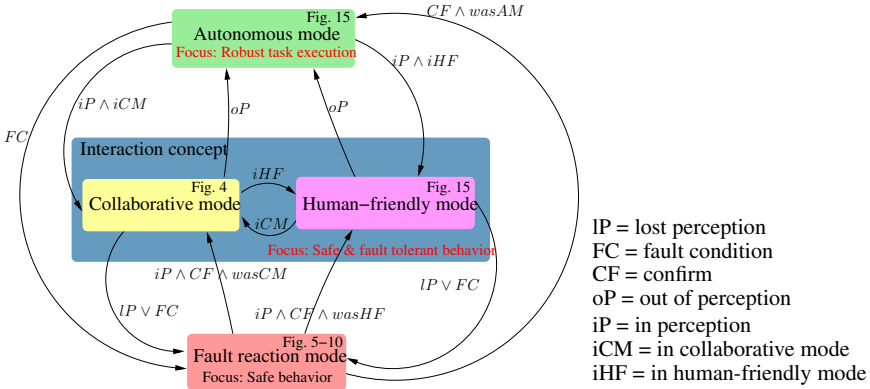 Fig. 15
CF ∧ wasAM
Autonomous mode
Focus: Robust task execution
iP ∧ iHF
iP ∧ iCM
oP
oP
FC
Interaction concept
Fig. 4
iHF
Fig. 15
Collaborative mode
Human−friendly mode
iCM
Focus: Safe & fault tolerant behavior
iP ∧ CF ∧ wasCM
lP ∨ FC
lP ∨ FC
iP ∧ CF ∧ wasHF
Fig. 5−10
Fault reaction mode
Focus: Safe behavior
lP = lost perception
FC = fault condition
CF = confirm
oP = out of perception
iP = in perception
iCM = in collaborative mode
iHF = in human-friendly mode